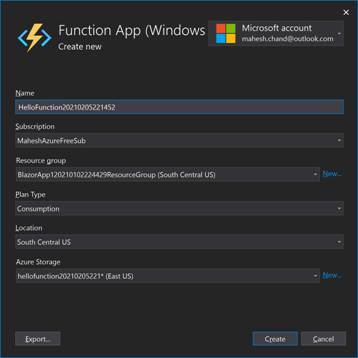 Function App (Windows
Create new
Microsoft account
mahesh.chand@outlook.com
Name
HelloFunction20210205221452
Subscription
MaheshAzureFreeSub
Resource group
BlazorApp120210102224429ResourceGroup (South Central US)
New...
Plan Type
Consumption
Location
South Central US
Azure Storage
hellofunction20210205221* (East US)
New...
Export...
Create
Cancel